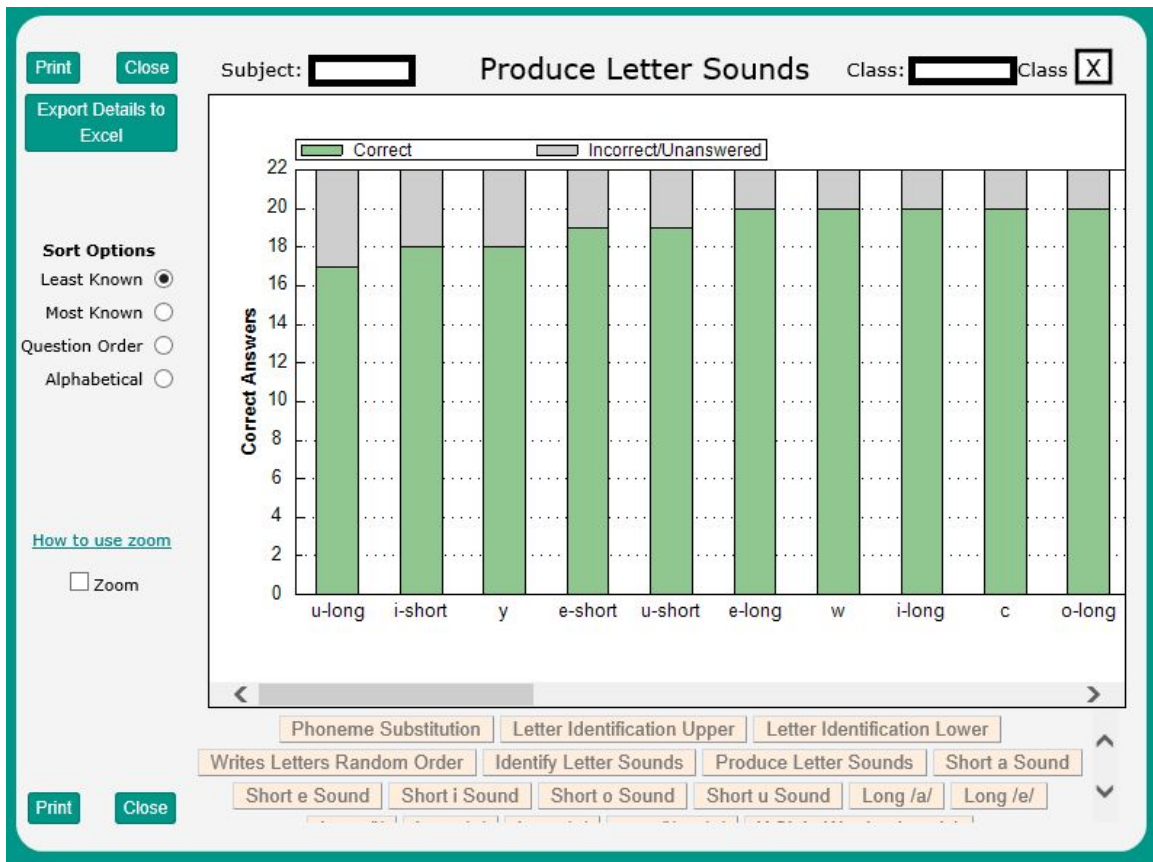 Print Close
Export Details to
Excel
Subject:
Produce Letter Sounds
Class: Class X
Correct Incorrect/Unanswered
22
20
18
16
14
12
10
8
6
4
2
0
Correct Answers
u-long i-short y e-short u-short e-long w i-long c o-long
Sort Options
Least Known
Most Known
Question Order
Alphabetical
How to use zoom
Zoom
Phoneme Substitution Letter Identification Upper Letter Identification Lower
Writes Letters Random Order Identify Letter Sounds Produce Letter Sounds Short a Sound
Short e Sound Short i Sound Short o Sound Short u Sound Long /a/ Long /e/
Print Close